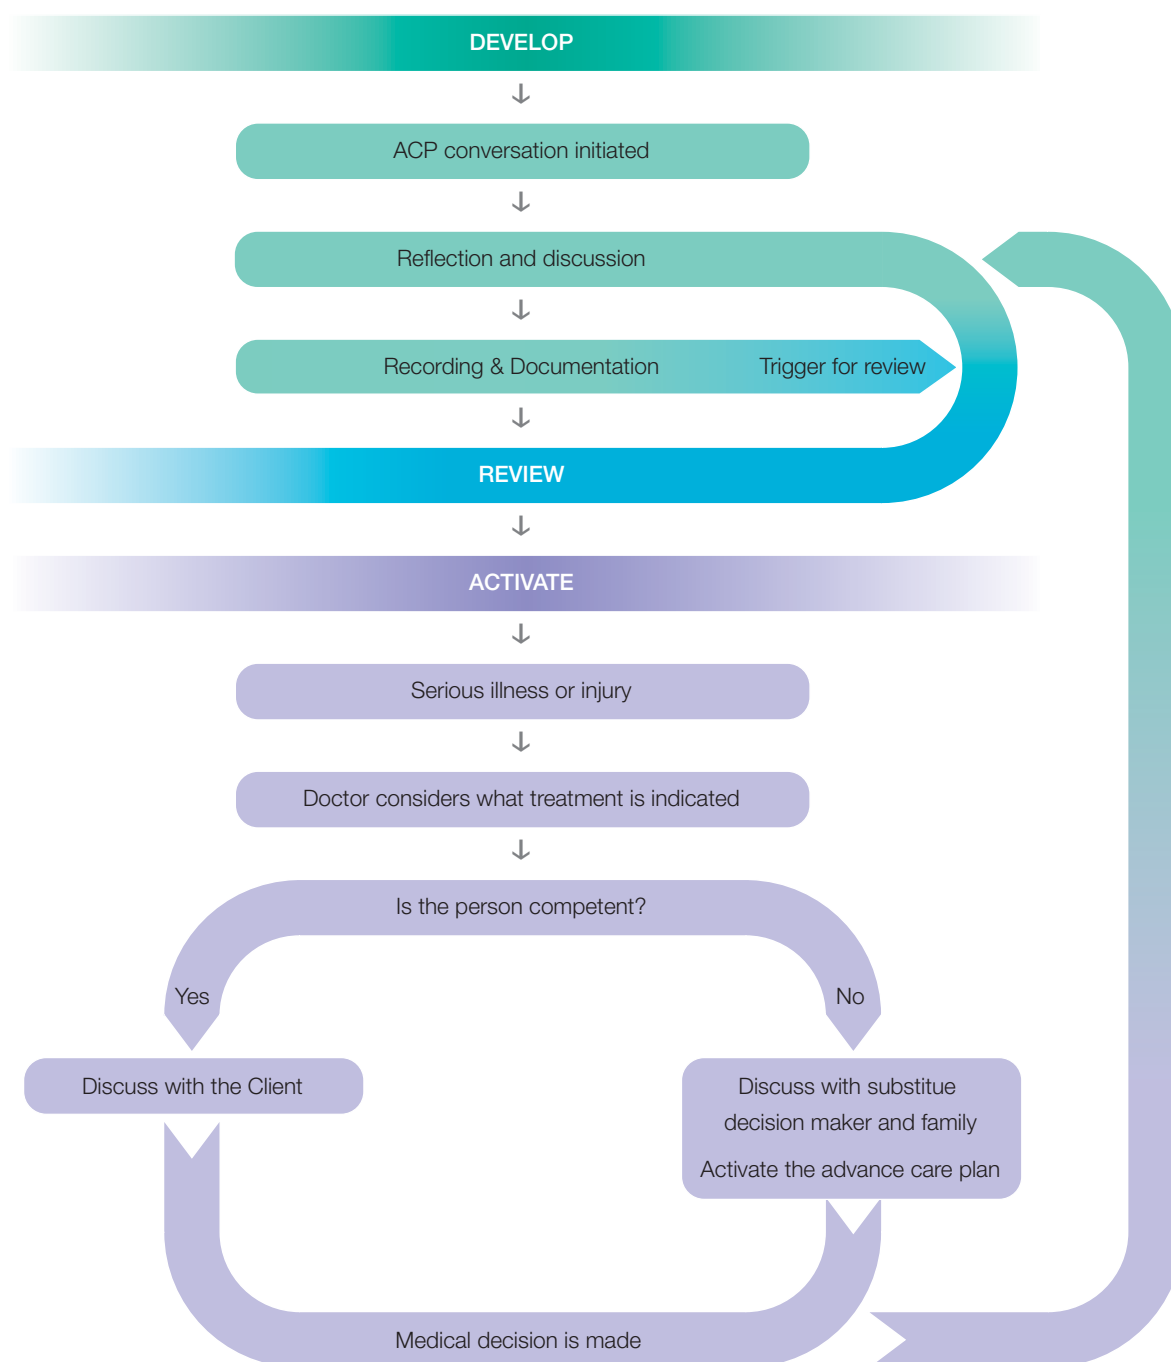 DEVELOP
ACP conversation initiated
Reflection and discussion
Recording & Documentation
Trigger for review
REVIEW
ACTIVATE
Serious illness or injury
Doctor considers what treatment is indicated
Is the person competent?
Yes
No
Discuss with the Client
Discuss with substitue
decision maker and family
Activate the advance care plan
Medical decision is made